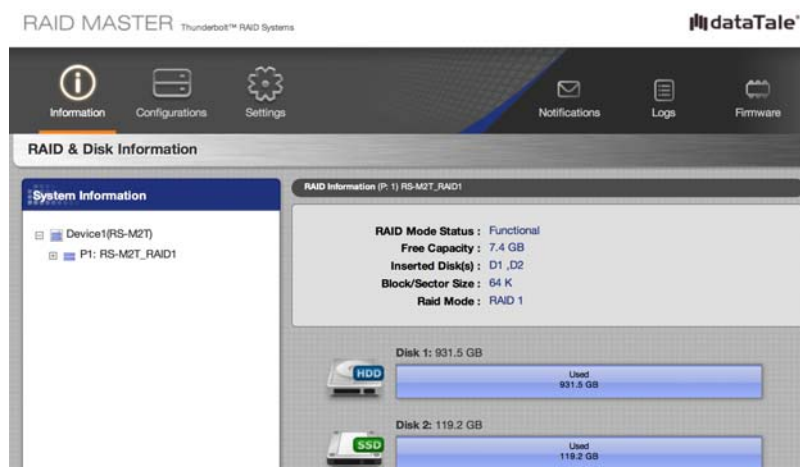 RAID MASTER Thunderbolt™ RAID Systems
dataTale
Information Configurations Settings Notifications Logs Firmware
RAID & Disk Information
System Information
Device1(RS-M2T)
P1: RS-M2T_RAID1
RAID Information (P: 1) RS-M2T_RAID1
RAID Mode Status : Functional
Free Capacity : 7.4 GB
Inserted Disk(s) : D1 ,D2
Block/Sector Size : 64 K
Raid Mode : RAID 1
Disk 1: 931.5 GB
HDD
Used
931.5 GB
Disk 2: 119.2 GB
SSD
Used
119.2 GB